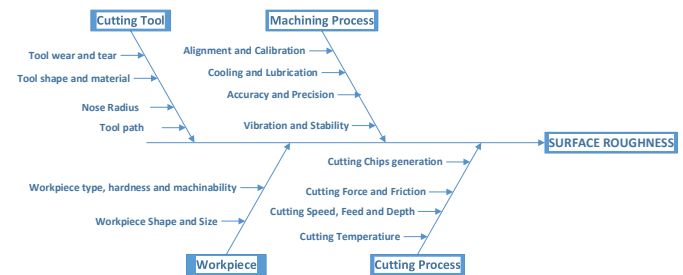 Cutting Tool
Machining Process
Tool wear and tear
Tool shape and material
Nose Radius
Tool path
Alignment and Calibration
Cooling and Lubrication
Accuracy and Precision
Vibration and Stability
SURFACE ROUGHNESS
Workpiece type, hardness and machinability
Workpiece Shape and Size
Workpiece
Cutting Chips generation
Cutting Force and Friction
Cutting Speed, Feed and Depth
Cutting Temperatiure
Cutting Process